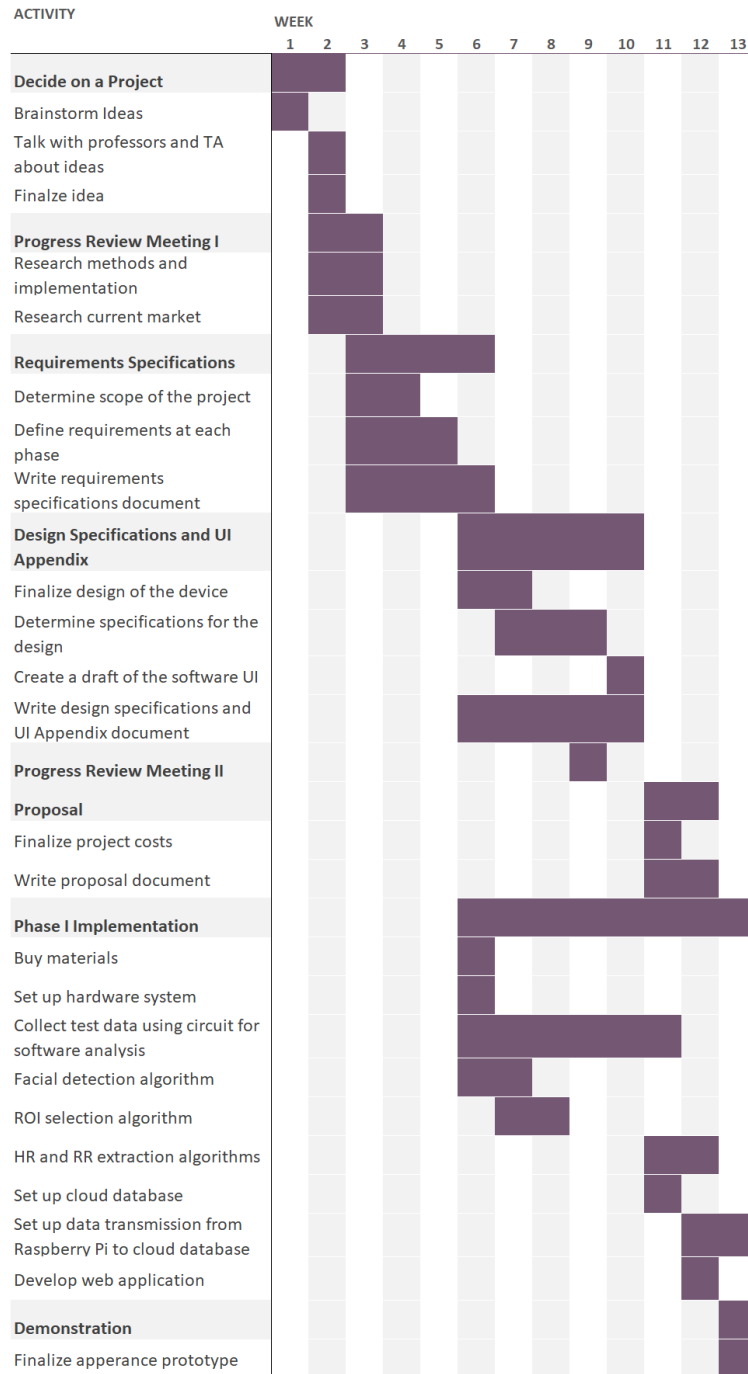 ACTIVITY
WEEK
1 2 3 4 5 6 7 8 9 10 11 12 13
Decide on a Project
Brainstorm Ideas
Talk with professors and TA
about ideas
Finalze idea
Progress Review Meeting I
Research methods and
implementation
Research current market
Requirements Specifications
Determine scope of the project
Define requirements at each
phase
Write requirements
specifications document
Design Specifications and UI
Appendix
Finalize design of the device
Determine specifications for the
design
Create a draft of the software UI
Write design specifications and
UI Appendix document
Progress Review Meeting II
Proposal
Finalize project costs
Write proposal document
Phase I Implementation
Buy materials
Set up hardware system
Collect test data using circuit for
software analysis
Facial detection algorithm
ROI selection algorithm
HR and RR extraction algorithms
Set up cloud database
Set up data transmission from
Raspberry Pi to cloud database
Develop web application
Demonstration
Finalize apperance prototype